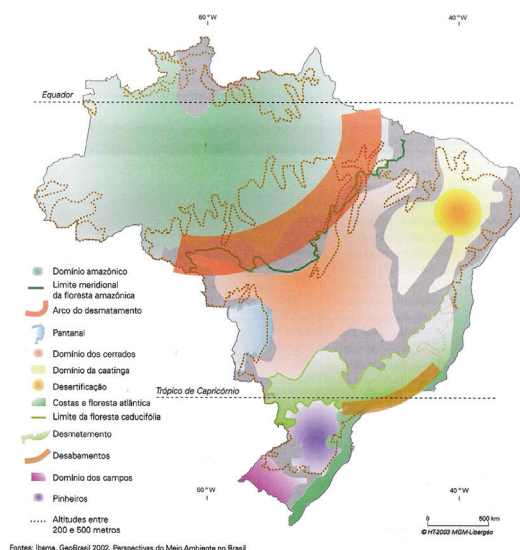 60 º W
40 º W
Equador
Domínio amazônico
Limite meridional
da floresta amazônica
Arco do desmatamento
Pantanal
Domínio dos cerrados
Domínio da caatinga
Desertificação
Costas e floresta atlântica
Limite da floresta caducifólia
Desmatamento
Desabamentos
Domínio dos campos
Pinheiros
Altitudes entre
200 e 500 metros
Trópico de Capricórnio
60 º W
40 º W
0 500 km
© HT-2003 MGM-Libergéo
Fontes: Ibama, GeoBrasil 2002, Perspectivas do Meio Ambiente no Brasil